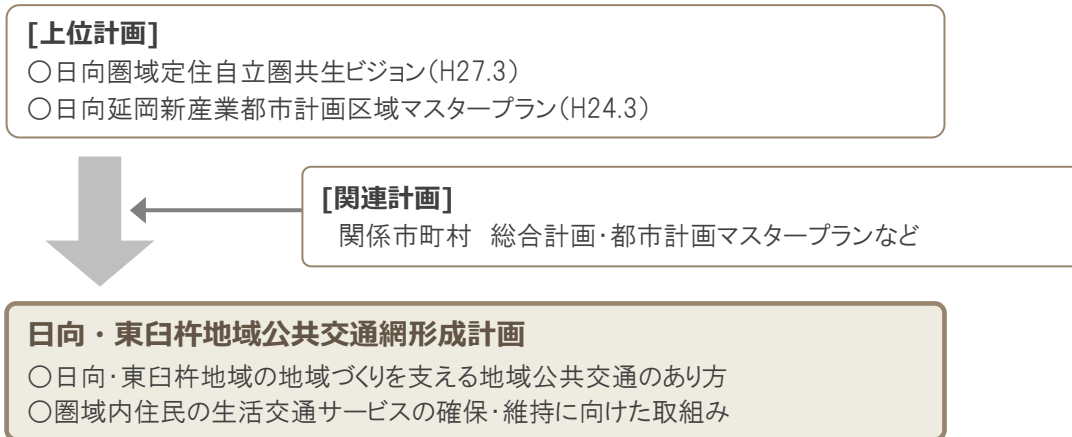 [上位計画]
〇日向圏域定住自立圏共生ビジョン(H27.3)
〇日向延岡新産業都市計画区域マスタープラン(H24.3)
[関連計画]
関係市町村 総合計画・都市計画マスタープランなど
日向・東臼杵地域公共交通網形成計画
〇日向・東臼杵地域の地域づくりを支える地域公共交通のあり方
〇圏域内住民の生活交通サービスの確保・維持に向けた取組み